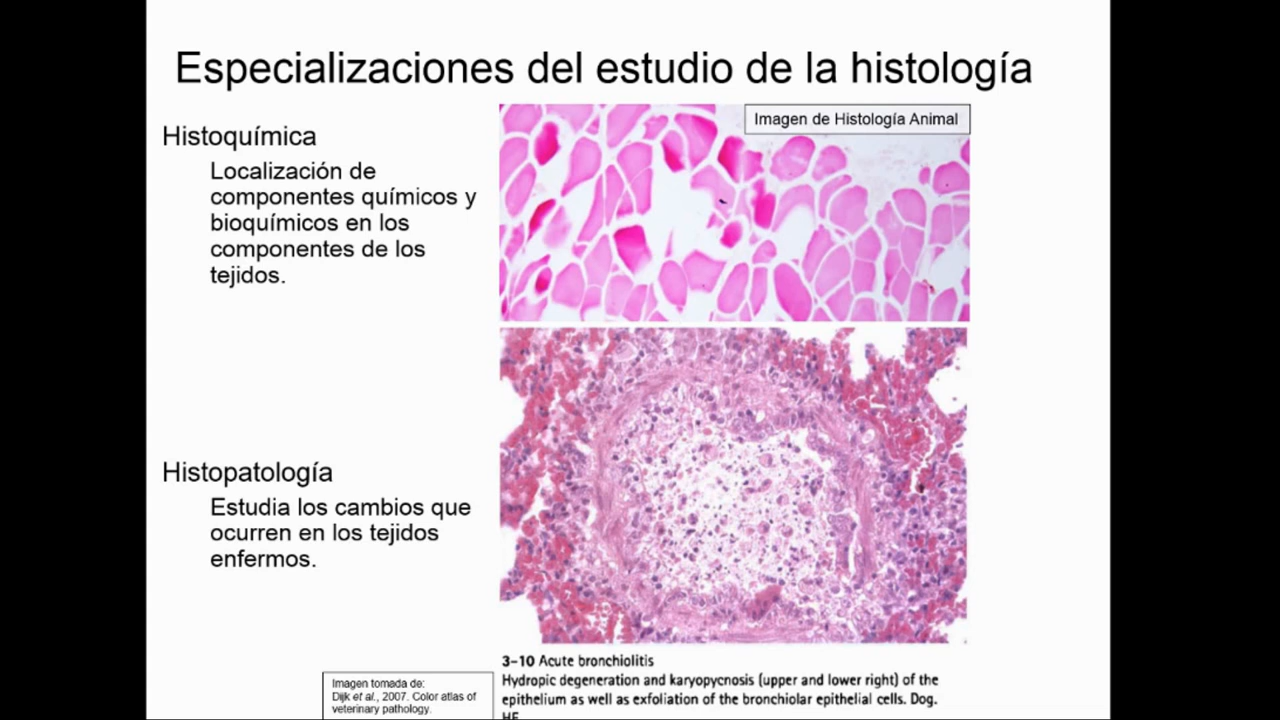 Especializaciones del estudio de la histología
Imagen de Histología Animal
Histoquímica
Localización de
componentes químicos y
bioquímicos en los
componentes de los
tejidos.
Histopatología
Estudia los cambios que
ocurren en los tejidos
enfermos.
3–10 Acute bronchiolitis
Hydropic degeneration and karyopycnosis (upper and lower right) of the
epithelium as well as exfoliation of the bronchiolar epithelial cells. Dog.
HE
Imagen tomada de:
Dijk et al., 2007. Color atlas of
veterinary pathology.